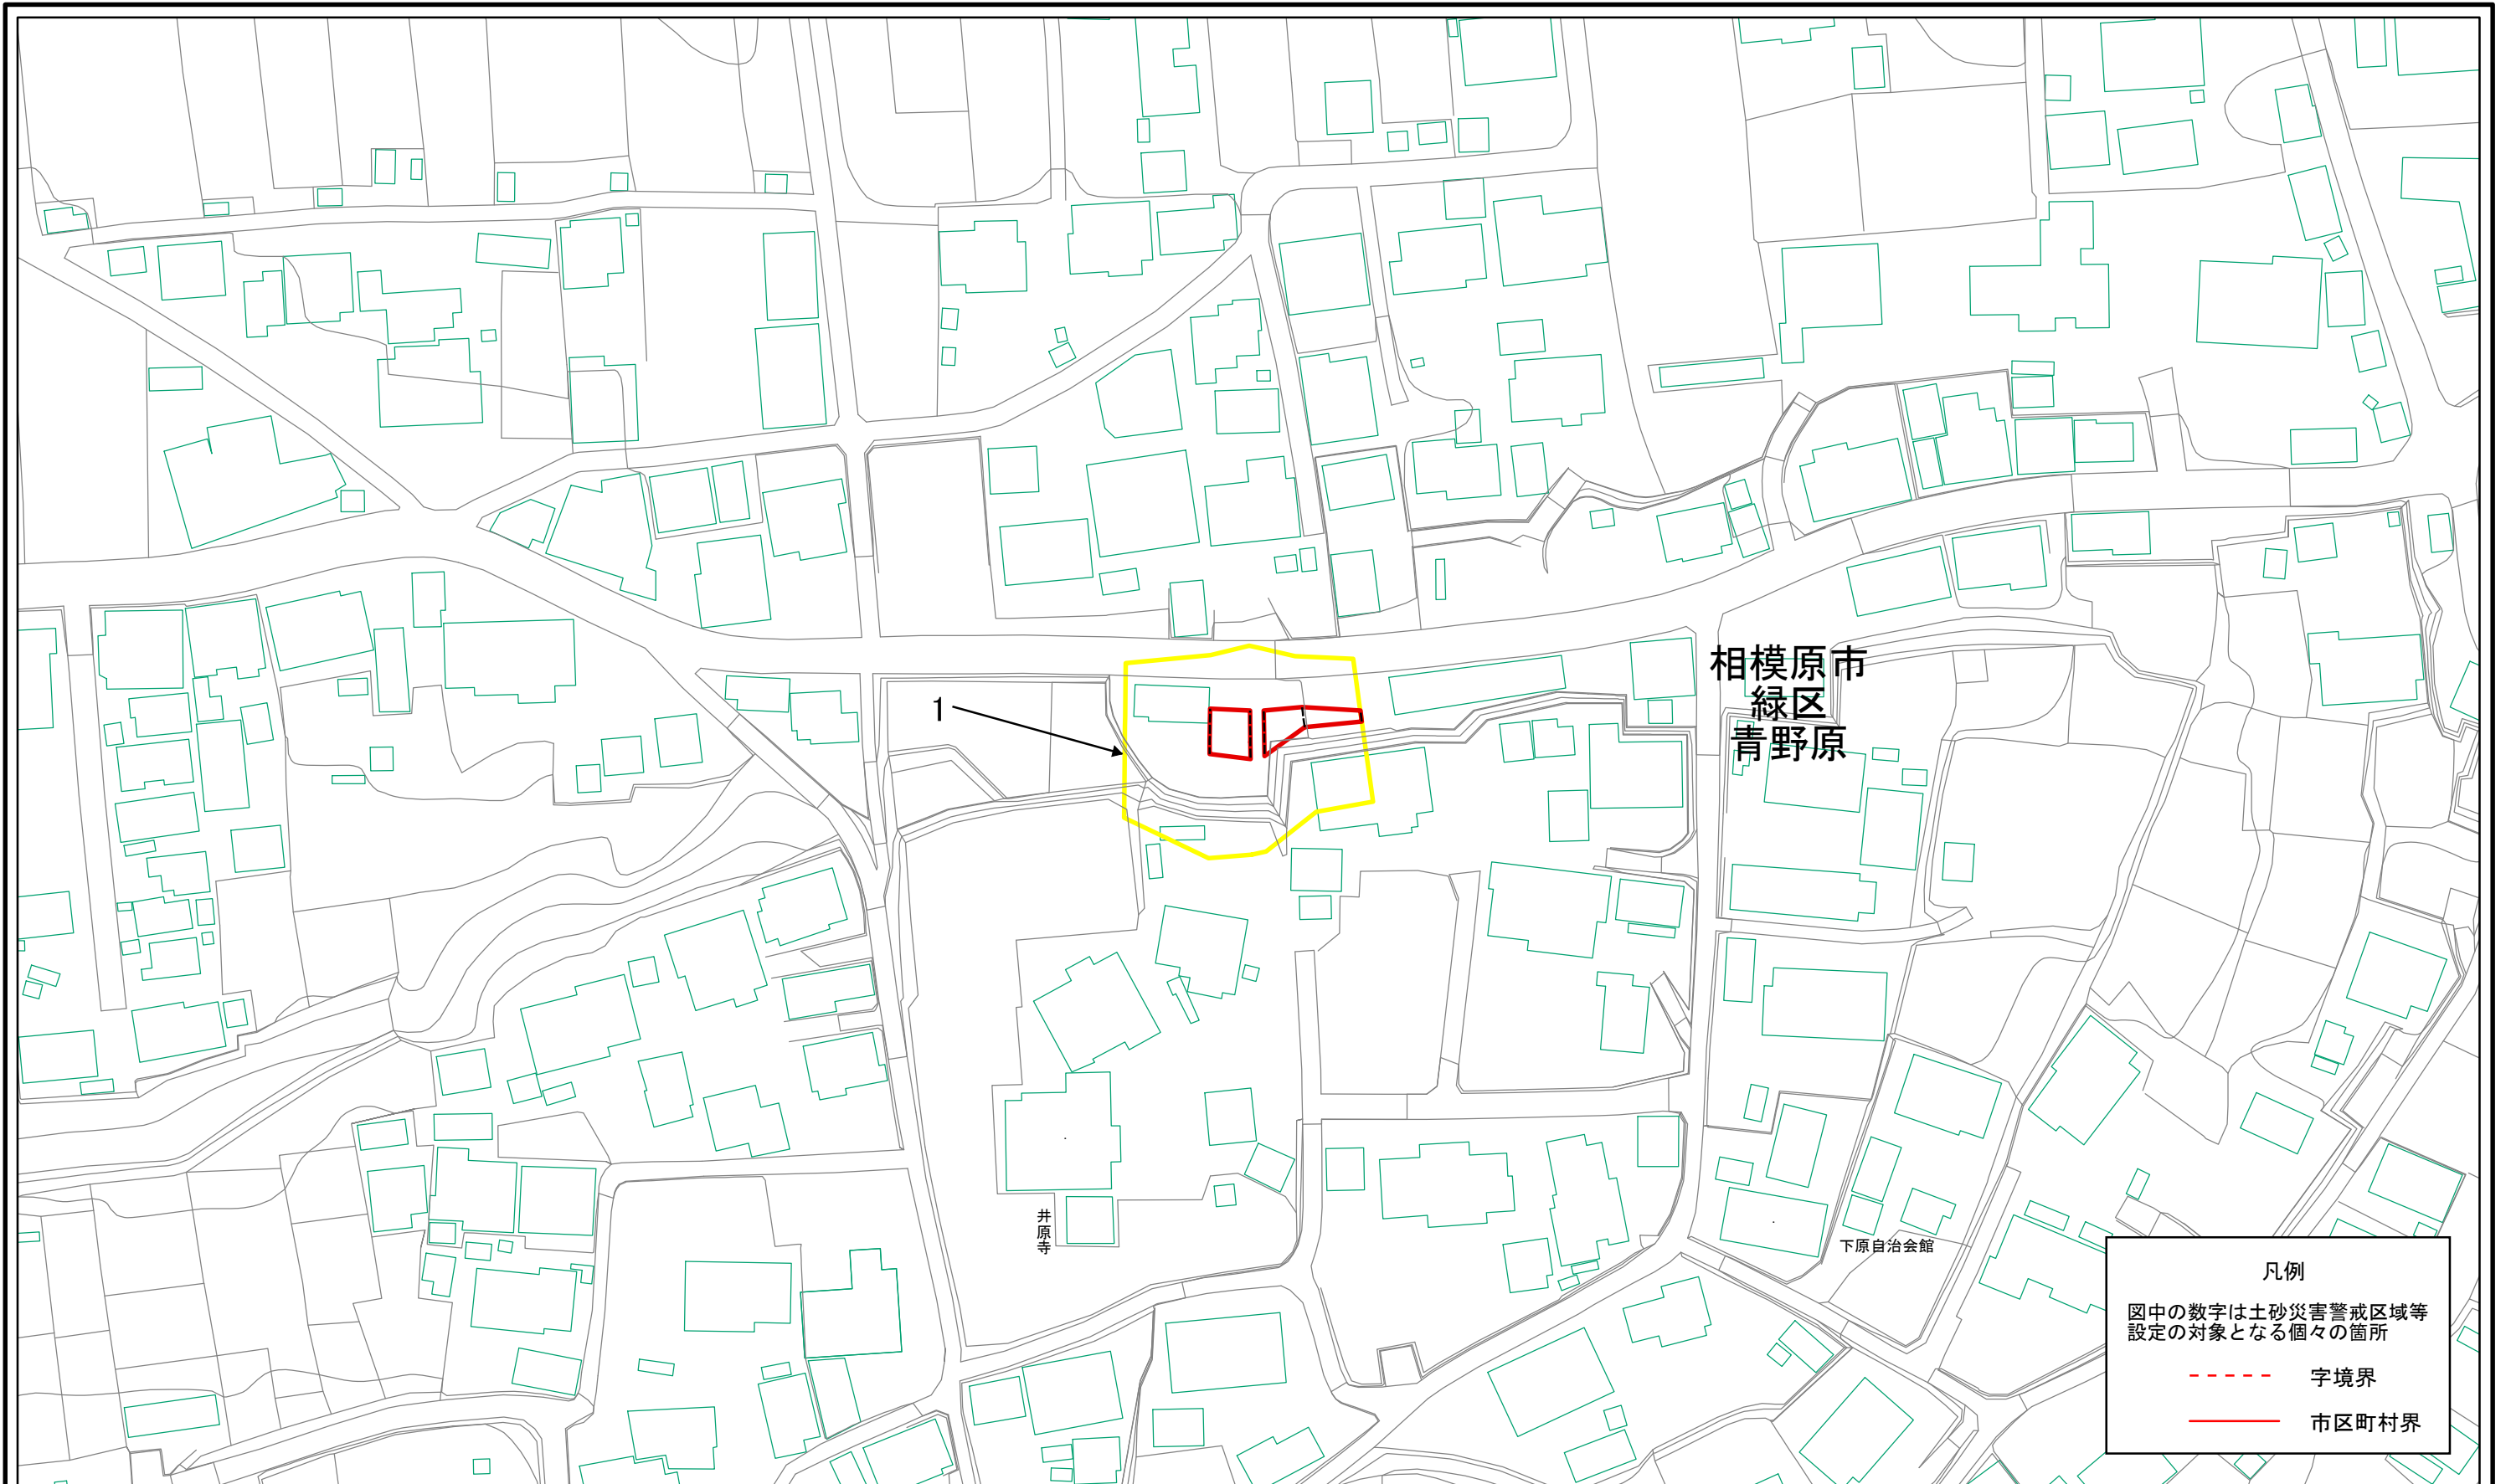 相模原市
緑区
青野原
1
井原寺
下原自治会館
凡例
図中の数字は土砂災害警戒区域等
設定の対象となる個々の箇所
字境界
市区町村界